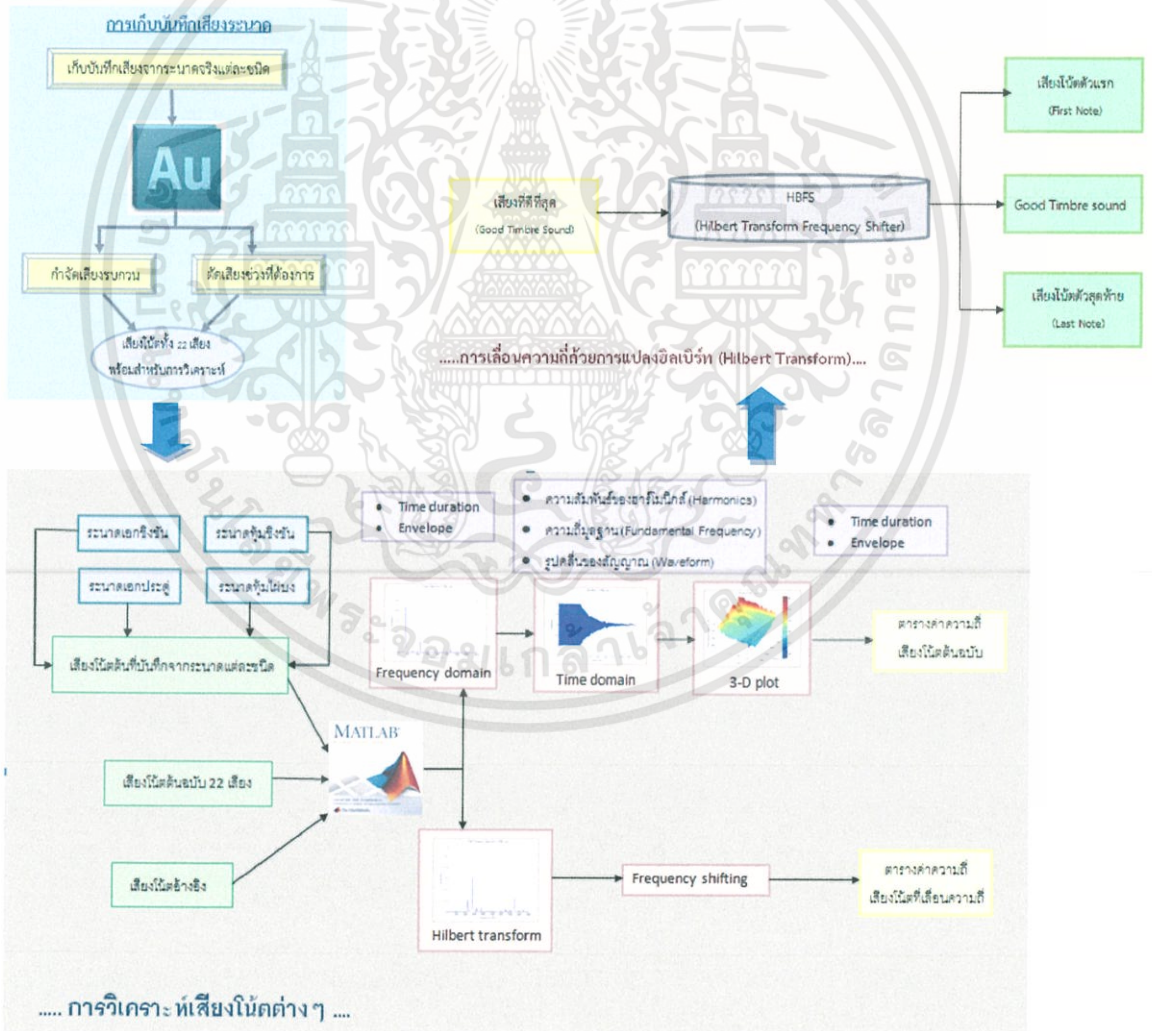 การเก็บบันทึกเสียงระนาด
เก็บบันทึกเสียงจากระนาดจริงแต่ละชนิด
Au
กำจัดเสียงรบกวน
ตัดเสียงช่วงที่ต้องการ
เสียงโน้ตทั้ง 22 เสียง
พร้อมสำหรับการวิเคราะห์
เสียงที่ดีที่สุด
(Good Timbre Sound)
HBFS
(Hilbert Transform Frequency Shifter)
เสียงโน้ตตัวแรก
(First Note)
Good Timbre sound
เสียงโน้ตตัวสุดท้าย
(Last Note)
.....การเลื่อนความถี่ด้วยการแปลงฮิลเบิร์ท (Hilbert Transform)....
ระนาดเอกชิงชัน
ระนาดทุ้มชิงชัน
ระนาดเอกประดู่
ระนาดทุ้มไผ่บง
เสียงโน้ตต้นที่บันทึกจากระนาดแต่ละชนิด
เสียงโน้ตต้นฉบับ 22 เสียง
เสียงโน้ตอ้างอิง
MATLAB
• Time duration
• Envelope
• ความสัมพันธ์ของฮาร์โมนิกส์ (Harmonics)
• ความถี่มูลฐาน (Fundamental Frequency)
• รูปคลื่นของสัญญาณ (Waveform)
• Time duration
• Envelope
Frequency domain
Time domain
3-D plot
ตารางค่าความถี่
เสียงโน้ตต้นฉบับ
Hilbert transform
Frequency shifting
ตารางค่าความถี่
เสียงโน้ตที่เลื่อนความถี่
..... การวิเคราะห์เสียงโน้ตต่าง ๆ ....